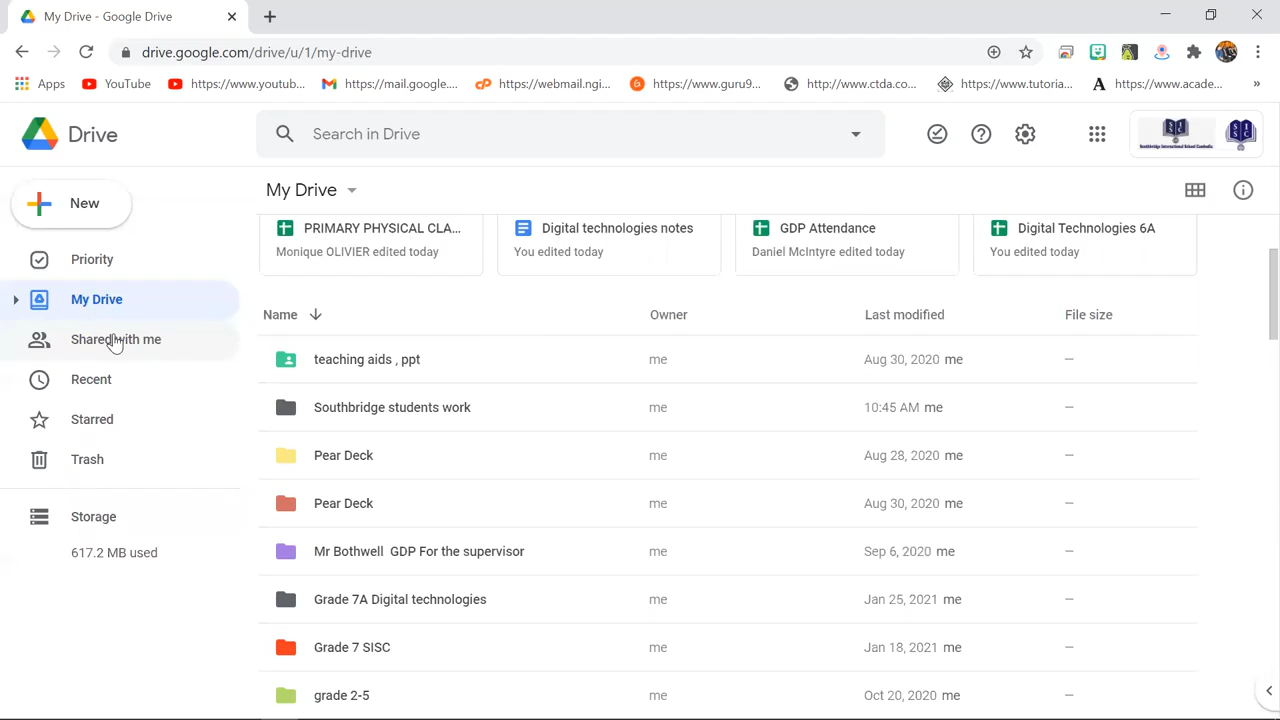 My Drive - Google Drive
drive.google.com/drive/u/1/my-drive
Apps YouTube https://www.youtub... https://mail.google... https://webmail.ngi... https://www.guru9... http://www.ctda.co... https://www.tutoria... https://www.acade... »
Drive Search in Drive
New
My Drive
PRIMARY PHYSICAL CLA... Digital technologies notes GDP Attendance Digital Technologies 6A
Monique OLIVIER edited today You edited today Daniel McIntyre edited today You edited today
Priority
My Drive
Shared with me
Recent
Starred
Trash
Storage
617.2 MB used
Name Owner Last modified File size
teaching aids , ppt me Aug 30, 2020 me —
Southbridge students work me 10:45 AM me —
Pear Deck me Aug 28, 2020 me —
Pear Deck me Aug 30, 2020 me —
Mr Bothwell GDP For the supervisor me Sep 6, 2020 me —
Grade 7A Digital technologies me Jan 25, 2021 me —
Grade 7 SISC me Jan 18, 2021 me —
grade 2-5 me Oct 20, 2020 me —